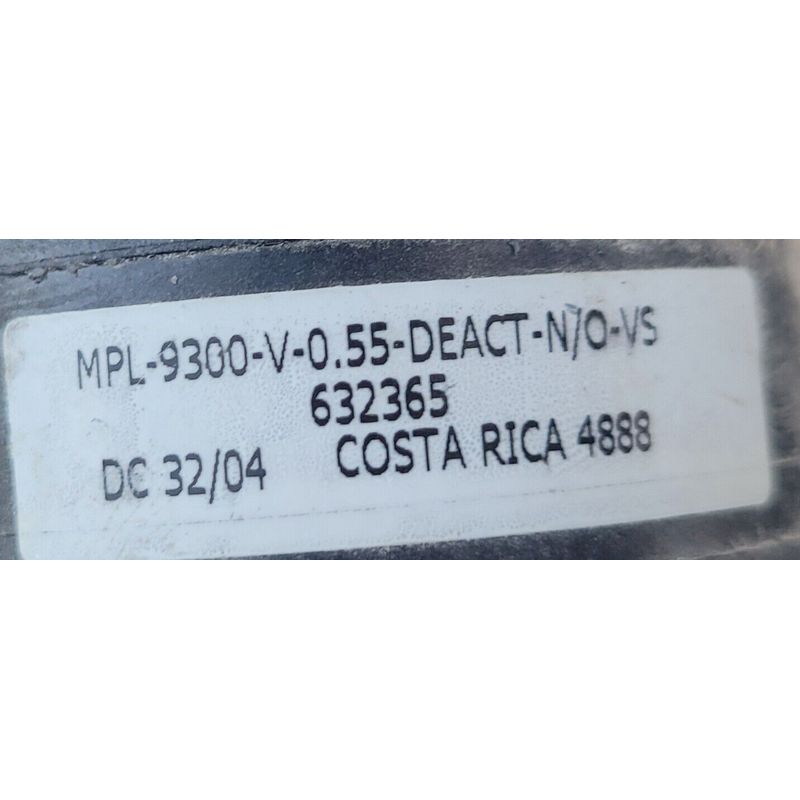 MPL-9300-V-0.55-DEACT-N/O-VS
632365
DC 32/04 COSTA RICA 4888